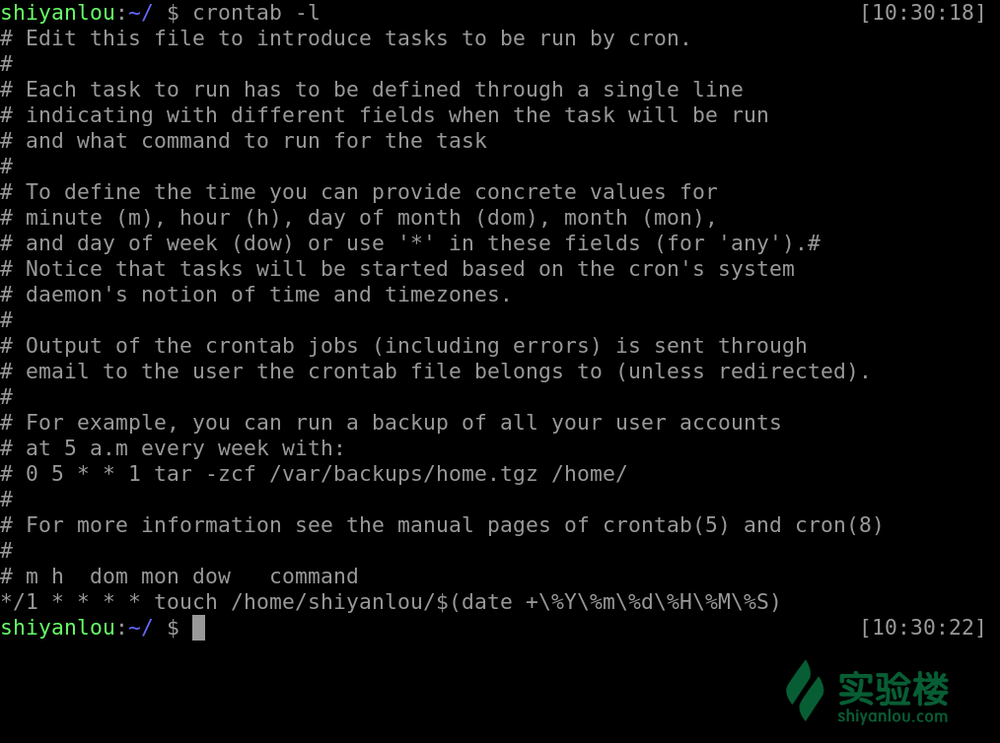 shiyanlou:~/ $ crontab -l [10:30:18]
# Edit this file to introduce tasks to be run by cron.
#
# Each task to run has to be defined through a single line
# indicating with different fields when the task will be run
# and what command to run for the task
#
# To define the time you can provide concrete values for
# minute (m), hour (h), day of month (dom), month (mon),
# and day of week (dow) or use '*' in these fields (for 'any').#
# Notice that tasks will be started based on the cron's system
# daemon's notion of time and timezones.
#
# Output of the crontab jobs (including errors) is sent through
# email to the user the crontab file belongs to (unless redirected).
#
# For example, you can run a backup of all your user accounts
# at 5 a.m every week with:
# 0 5 * * 1 tar -zcf /var/backups/home.tgz /home/
#
# For more information see the manual pages of crontab(5) and cron(8)
#
# m h  dom mon dow   command
*/1 * * * * touch /home/shiyanlou/$(date +\%Y\%m\%d\%H\%M\%S)
shiyanlou:~/ $ [10:30:22]
实验楼
shiyanlou.com